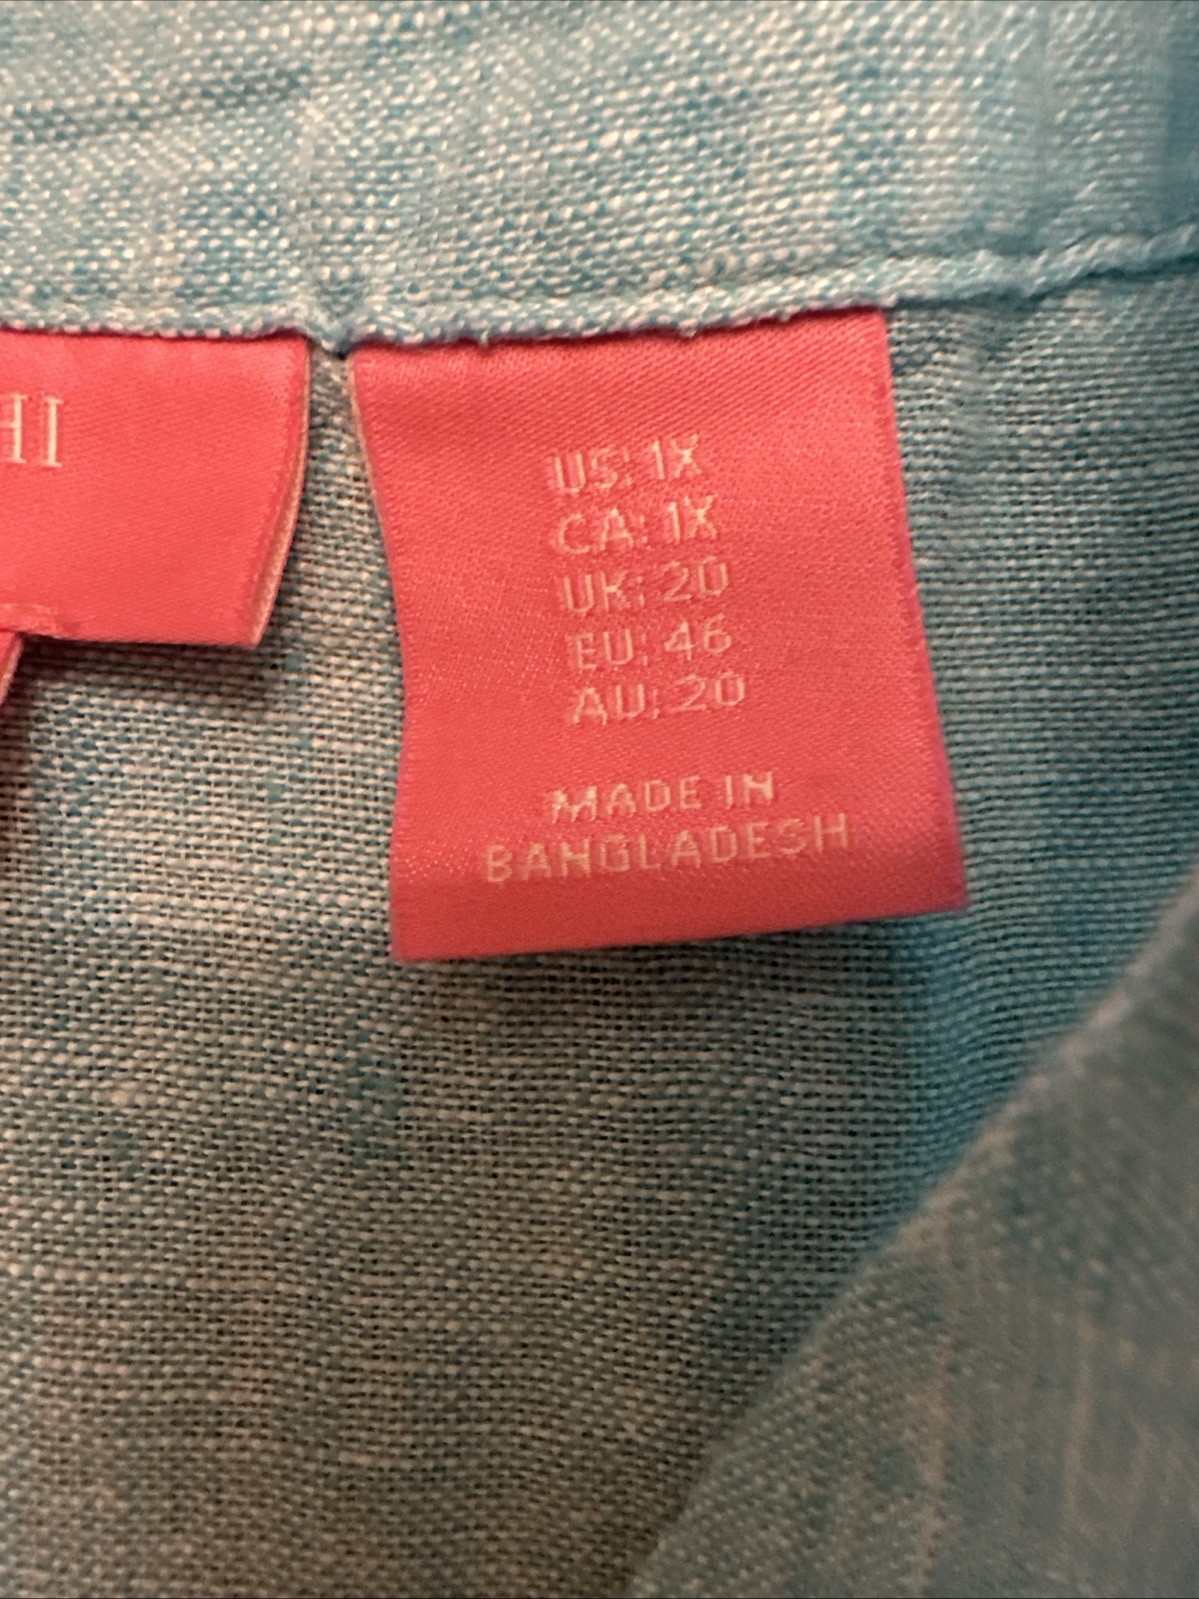 HI
US: 1X
CA: 1X
UK: 20
EU: 46
AU: 20
MADE IN
BANGLADESH